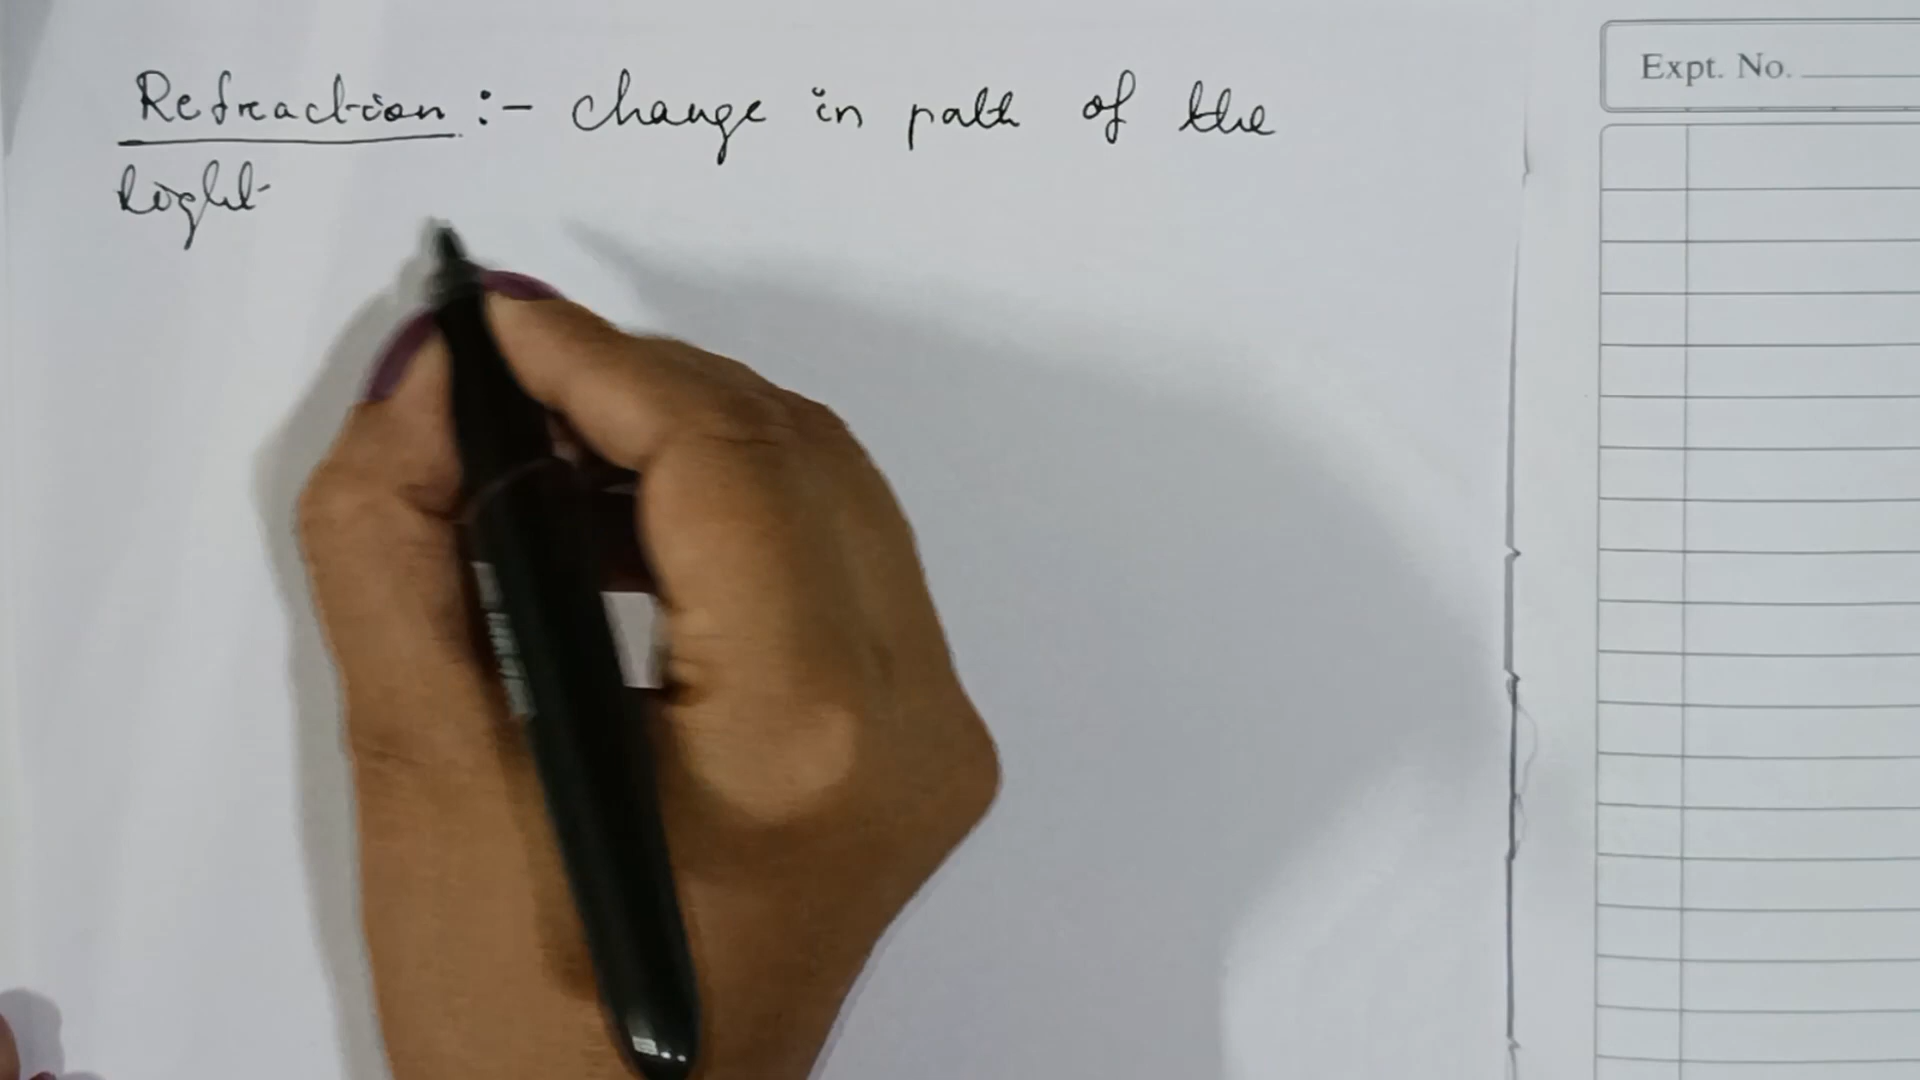 Refraction :- change in path of the
light
Expt. No.